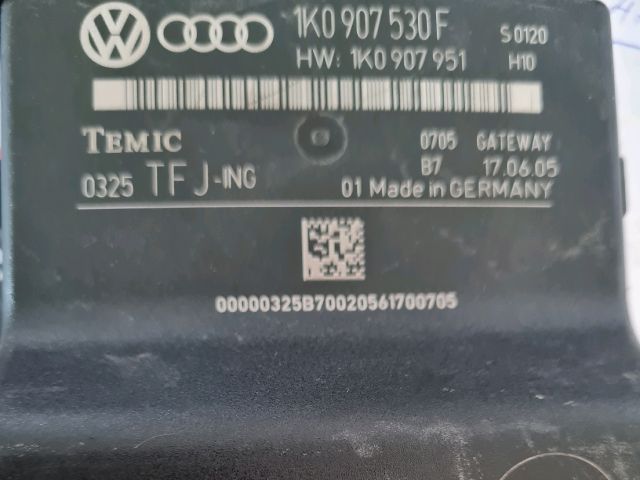 1K0 907 530 F S 0120
HW: 1K0 907 951 H10
TEMIC 0705 GATEWAY
B7 17.06.05
0325 TFJ-ING 01 Made in GERMANY
00000325B70020561700705